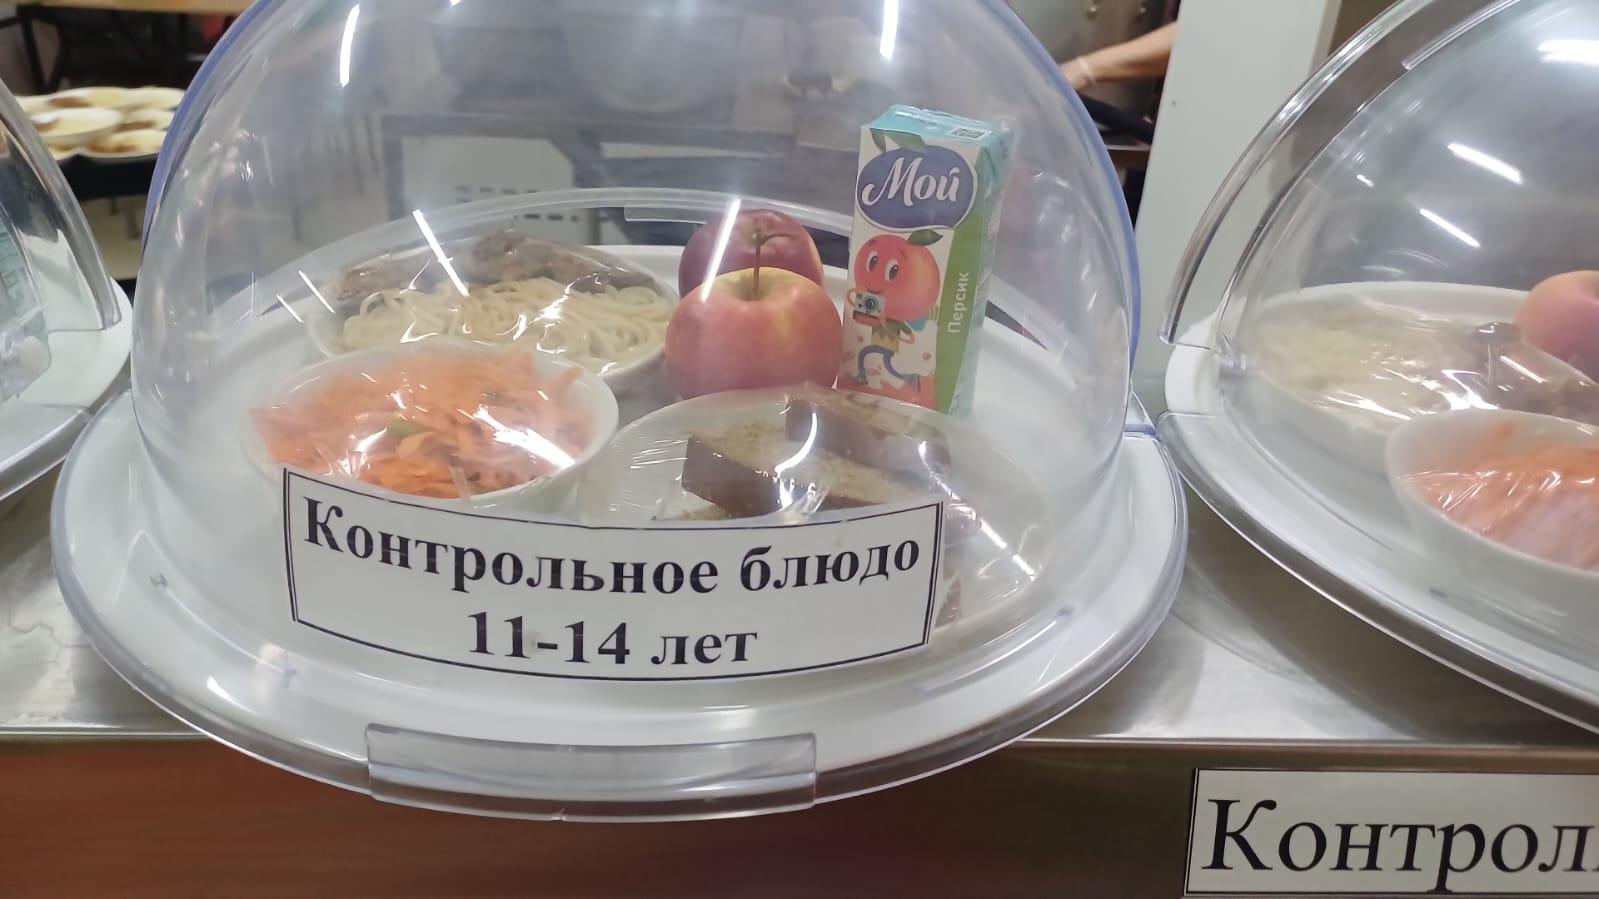 Мой
Персик
Контрольное блюдо
11-14 лет
Контрол